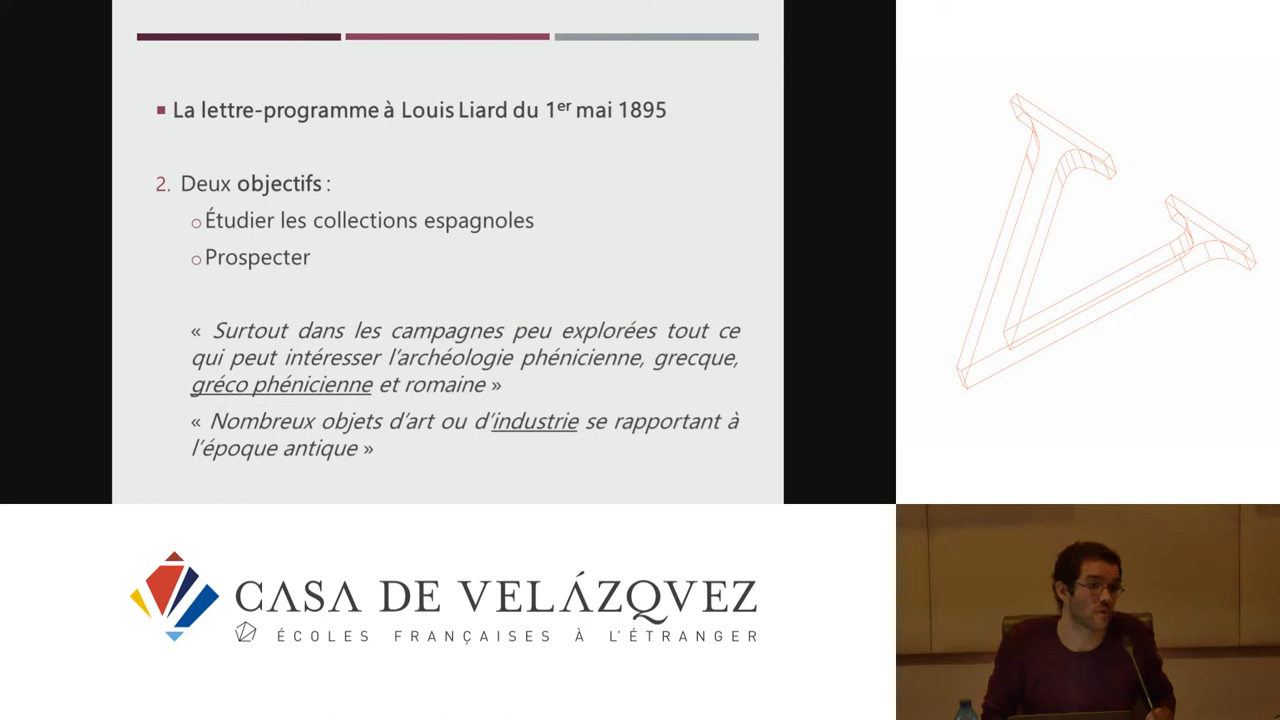 La lettre-programme à Louis Liard du 1er mai 1895
2. Deux objectifs :
Étudier les collections espagnoles
Prospecter
« Surtout dans les campagnes peu explorées tout ce
qui peut intéresser l'archéologie phénicienne, grecque,
gréco phénicienne et romaine »
« Nombreux objets d'art ou d'industrie se rapportant à
l'époque antique »
CASA DE VELÁZQVEZ
ÉCOLES FRANÇAISES À L'ÉTRANGER